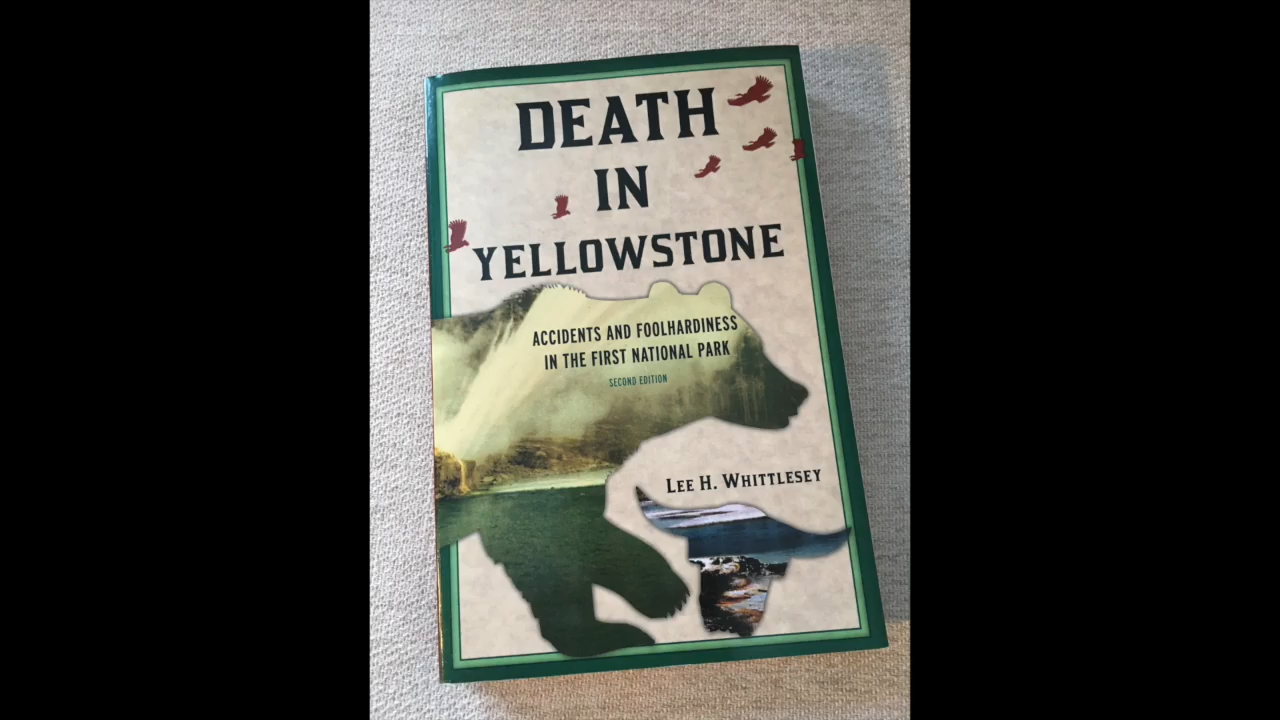 DEATH
IN
YELLOWSTONE
ACCIDENTS AND FOOLHARDINESS
IN THE FIRST NATIONAL PARK
SECOND EDITION
LEE H. WHITTLESEY